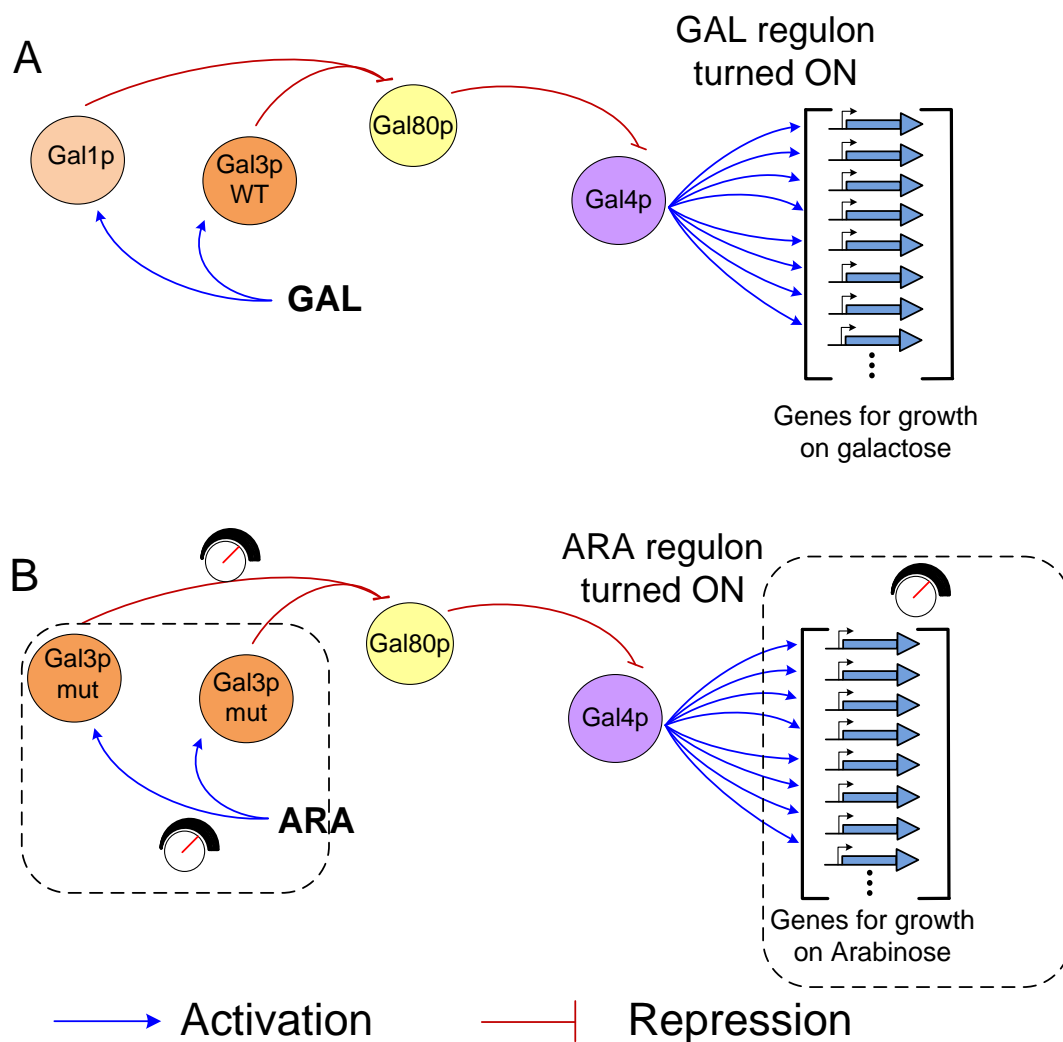 A
GAL regulon
turned ON
Gal1p
Gal3p
WT
Gal80p
Gal4p
GAL
Genes for growth
on galactose
B
ARA regulon
turned ON
Gal3p
mut
Gal3p
mut
Gal80p
Gal4p
ARA
Genes for growth
on Arabinose
Activation
Repression